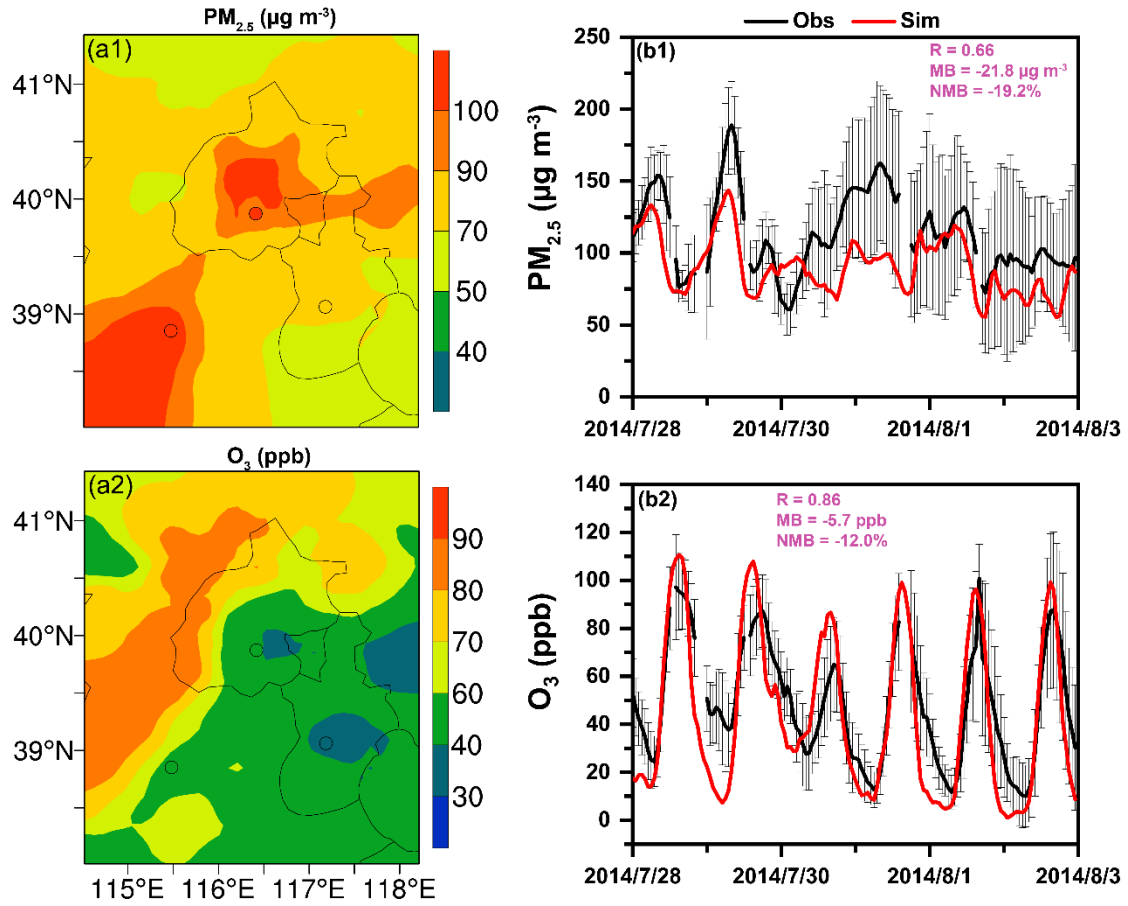 PM2.5 (µg m-3)
(a1)
41°N
40°N
39°N
100
90
70
50
40
Obs Sim
(b1)
R = 0.66
MB = -21.8 µg m-3
NMB = -19.2%
PM2.5 (µg m-3)
250
200
150
100
50
0
2014/7/28 2014/7/30 2014/8/1 2014/8/3
O3 (ppb)
(a2)
41°N
40°N
39°N
115°E 116°E 117°E 118°E
90
80
70
60
40
30
(b2)
R = 0.86
MB = -5.7 ppb
NMB = -12.0%
O3 (ppb)
140
120
100
80
60
40
20
0
2014/7/28 2014/7/30 2014/8/1 2014/8/3